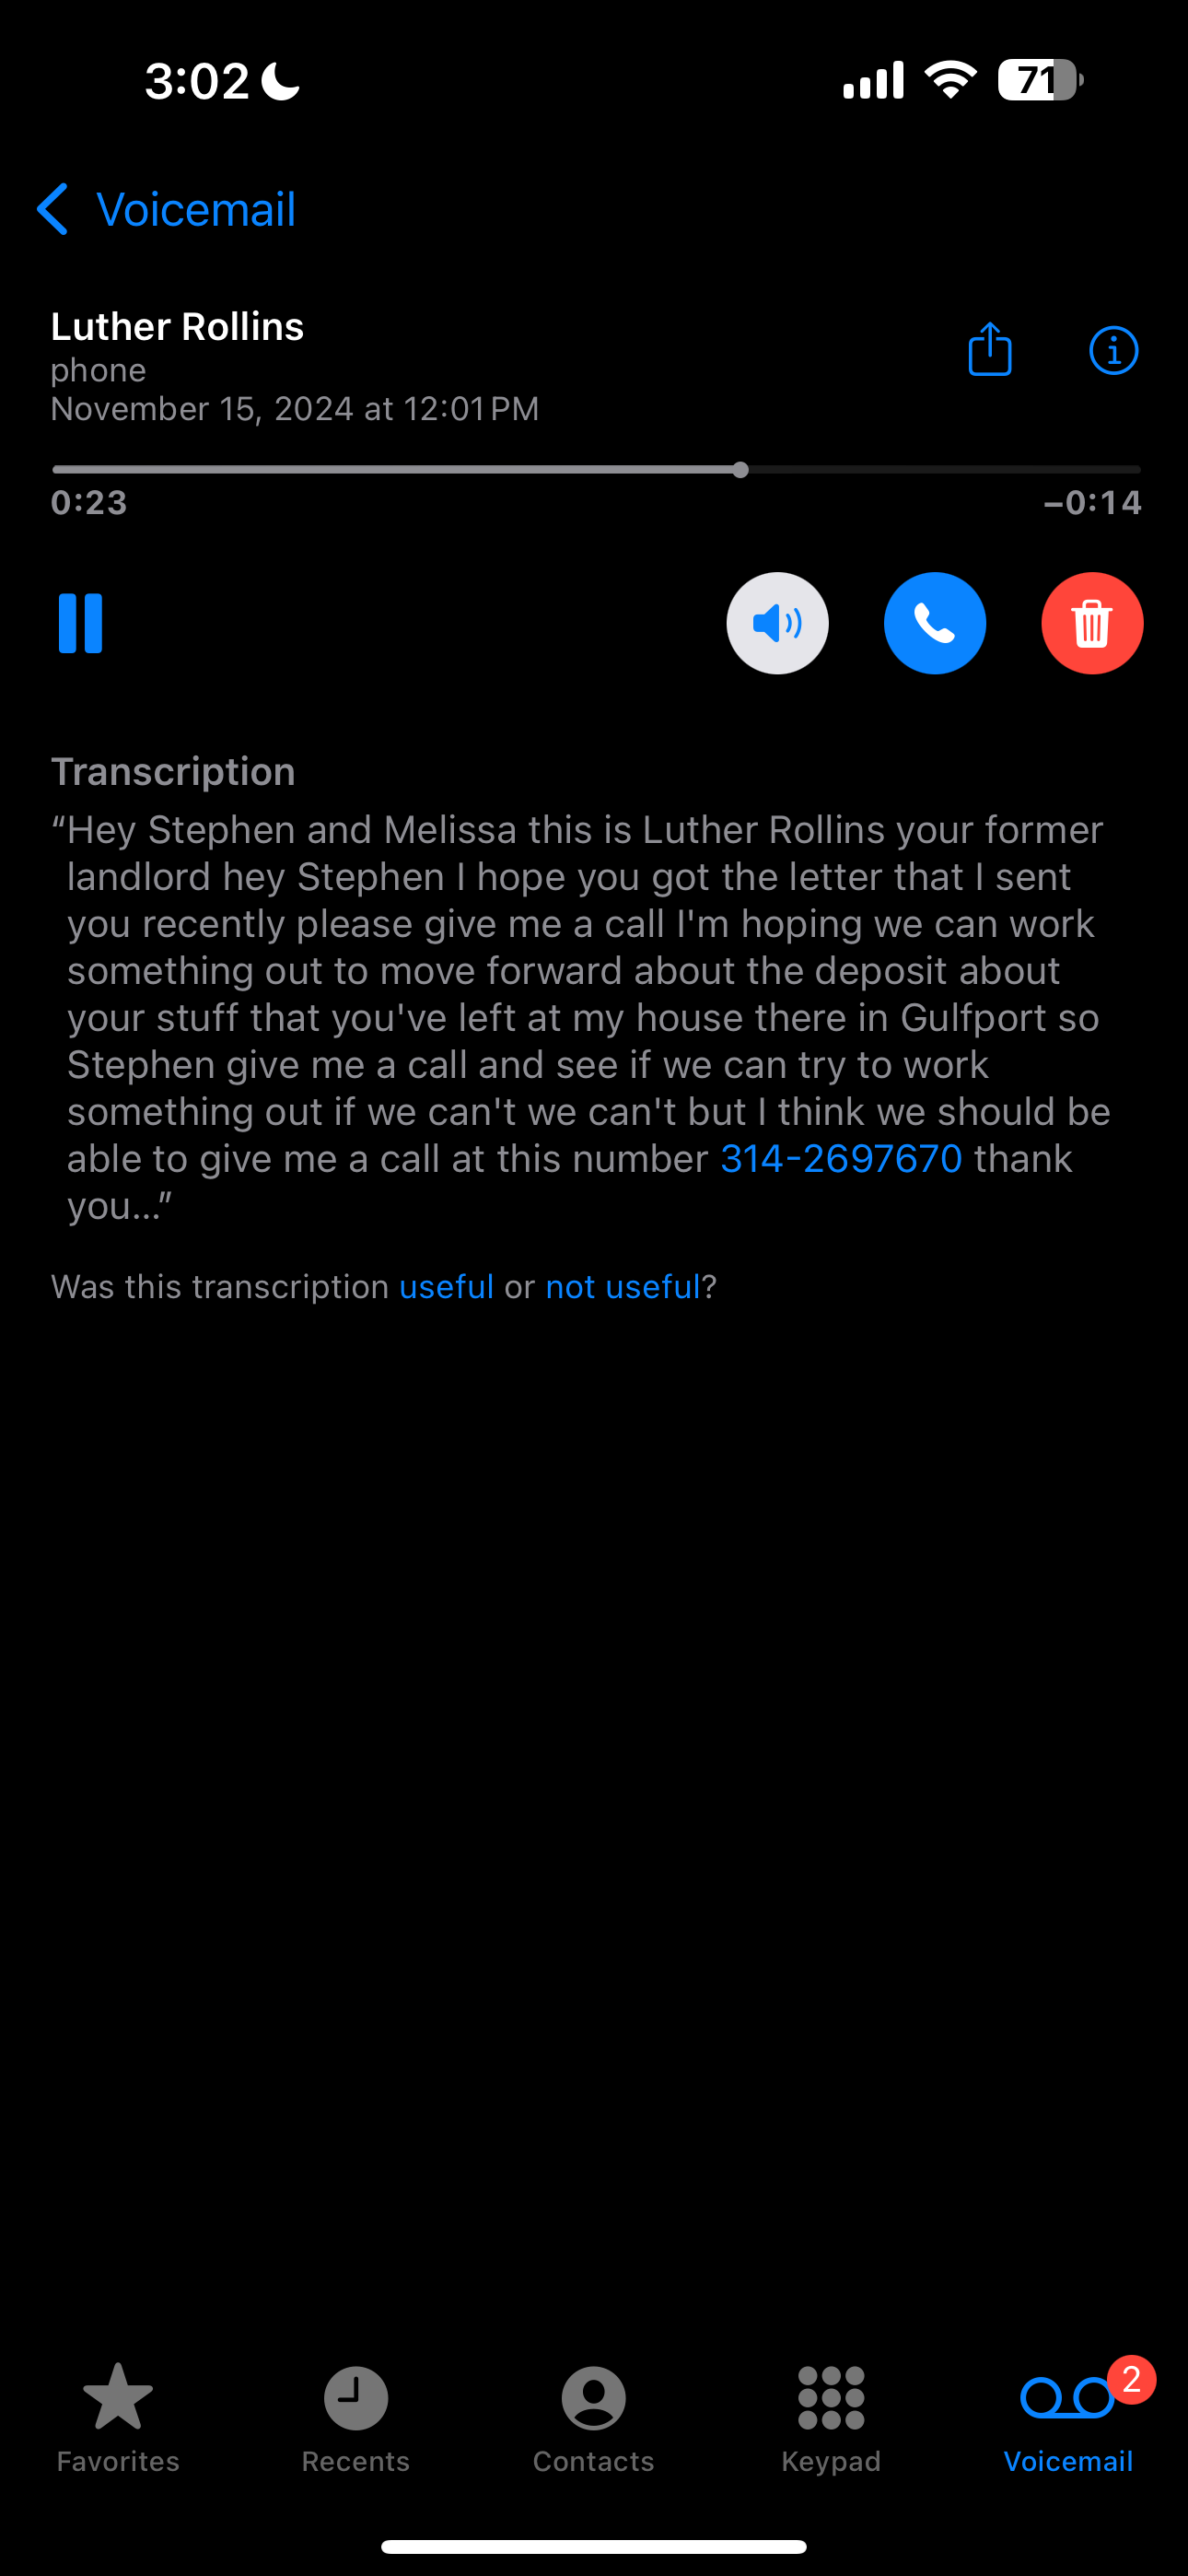 3:02
71
Voicemail
Luther Rollins
phone
November 15, 2024 at 12:01 PM
0:23
–0:14
Transcription
“Hey Stephen and Melissa this is Luther Rollins your former
landlord hey Stephen I hope you got the letter that I sent
you recently please give me a call I'm hoping we can work
something out to move forward about the deposit about
your stuff that you've left at my house there in Gulfport so
Stephen give me a call and see if we can try to work
something out if we can't we can't but I think we should be
able to give me a call at this number 314-2697670 thank
you...”
Was this transcription useful or not useful?
2
Favorites
Recents
Contacts
Keypad
Voicemail